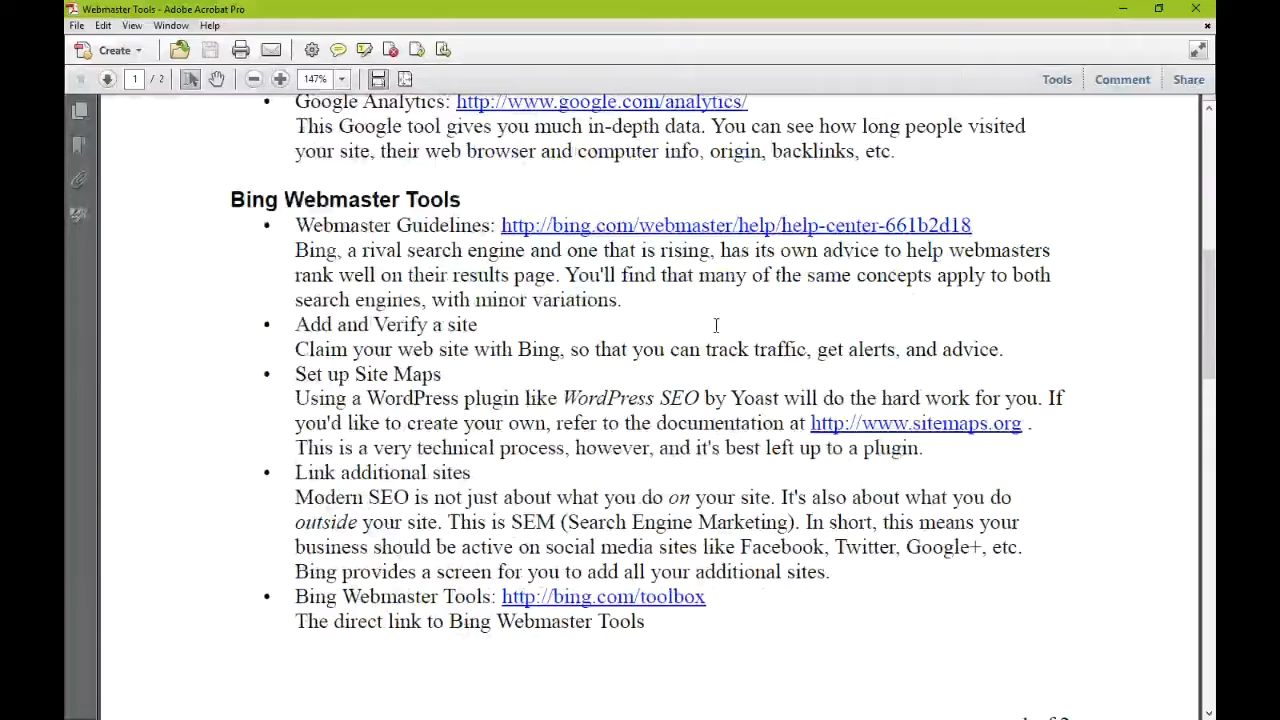 Webmaster Tools - Adobe Acrobat Pro
File Edit View Window Help
Create
1 / 2 147% Tools Comment Share
• Google Analytics: http://www.google.com/analytics/
This Google tool gives you much in-depth data. You can see how long people visited
your site, their web browser and computer info, origin, backlinks, etc.
Bing Webmaster Tools
• Webmaster Guidelines: http://bing.com/webmaster/help/help-center-661b2d18
Bing, a rival search engine and one that is rising, has its own advice to help webmasters
rank well on their results page. You'll find that many of the same concepts apply to both
search engines, with minor variations.
• Add and Verify a site
Claim your web site with Bing, so that you can track traffic, get alerts, and advice.
• Set up Site Maps
Using a WordPress plugin like WordPress SEO by Yoast will do the hard work for you. If
you'd like to create your own, refer to the documentation at http://www.sitemaps.org .
This is a very technical process, however, and it's best left up to a plugin.
• Link additional sites
Modern SEO is not just about what you do on your site. It's also about what you do
outside your site. This is SEM (Search Engine Marketing). In short, this means your
business should be active on social media sites like Facebook, Twitter, Google+, etc.
Bing provides a screen for you to add all your additional sites.
• Bing Webmaster Tools: http://bing.com/toolbox
The direct link to Bing Webmaster Tools